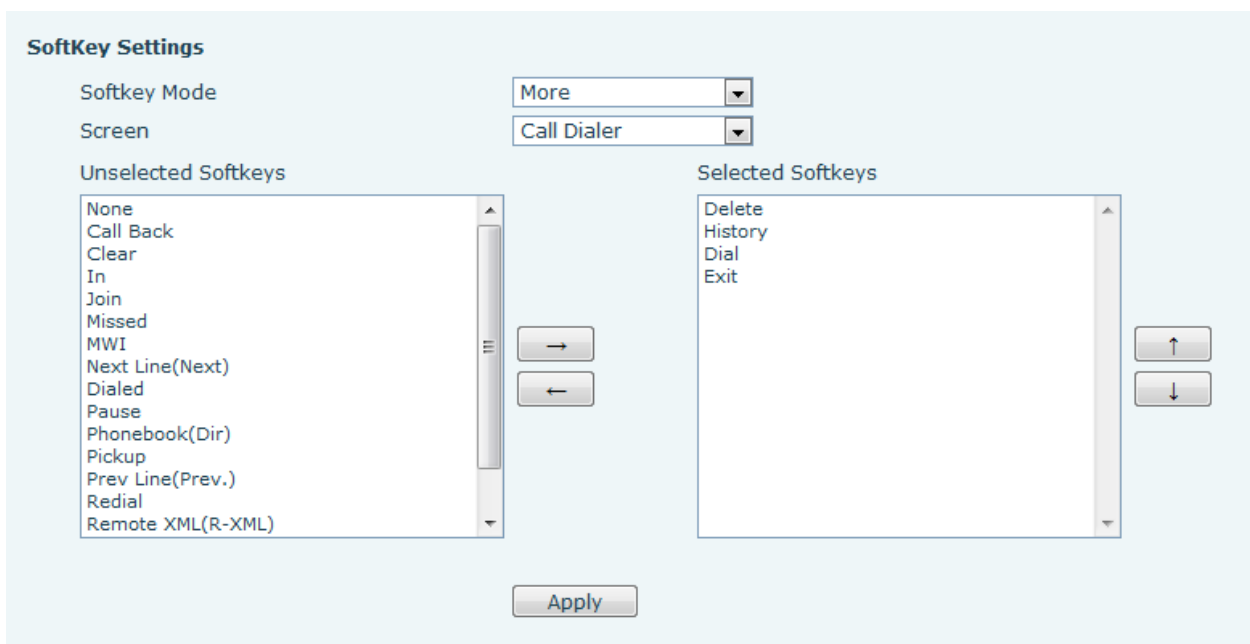 SoftKey Settings
Softkey Mode More
Screen Call Dialer
Unselected Softkeys Selected Softkeys
None
Call Back
Clear
In
Join
Missed
MWI
Next Line(Next)
Dialed
Pause
Phonebook(Dir)
Pickup
Prev Line(Prev.)
Redial
Remote XML(R-XML)
Delete
History
Dial
Exit
→
←
↑
↓
Apply